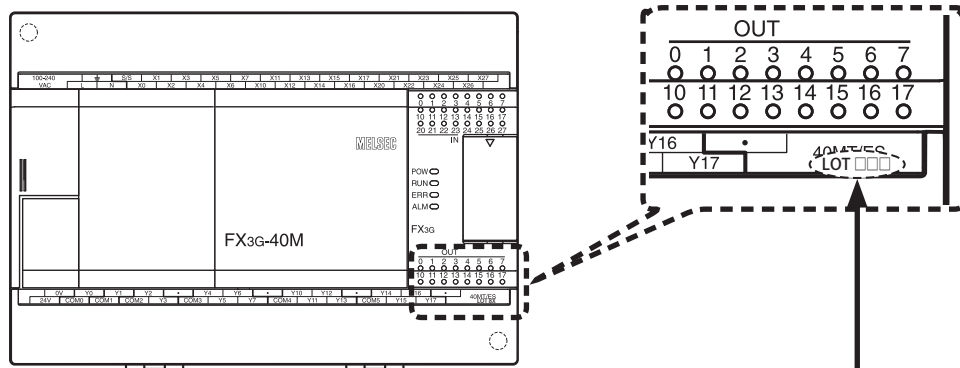 100-240
VAC
L
N
S/S X1 X3 X5 X7 X11 X13 X15 X17 X21 X23 X25 X27
X0 X2 X4 X6 X10 X12 X14 X16 X20 X22 X24 X26
0 1 2 3 4 5 6 7
10 11 12 13 14 15 16 17
20 21 22 23 24 25 26 27
IN
MELSEC
POW
RUN
ERR
ALM
FX3G
FX3G-40M
OUT
0 1 2 3 4 5 6 7
10 11 12 13 14 15 16 17
0V Y0 Y1 Y2 • Y4 Y6 • Y10 Y12 • Y14 Y16 •
24V COM0 COM1 COM2 Y3 COM3 Y5 Y7 COM4 Y11 Y13 COM5 Y15 Y17
40MT/ES
LOT
OUT
0 1 2 3 4 5 6 7
10 11 12 13 14 15 16 17
Y16 •
Y17
40MT/ES
LOT □□□